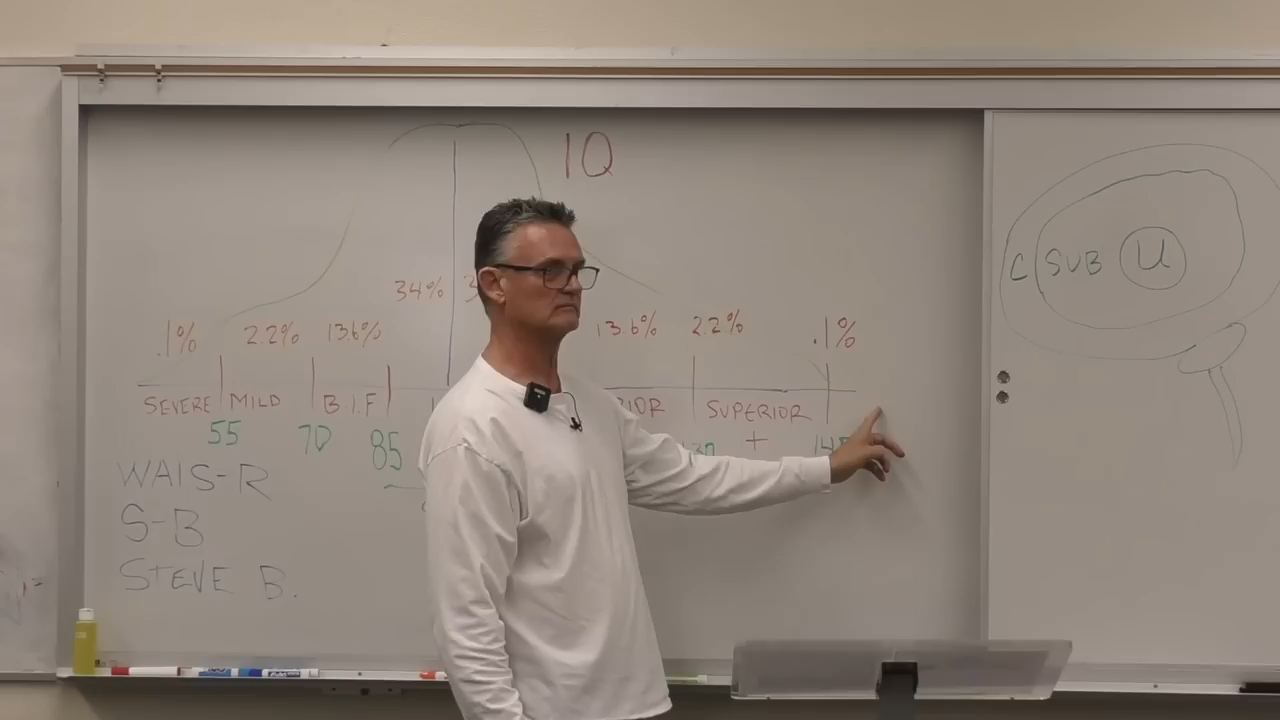 IQ
34%
.1% 2.2% 13.6% 13.6% 2.2% .1%
SEVERE MILD B.I.F SUPERIOR
+
55 70 85
WAIS-R
S-B
STEVE B.
C SUB U